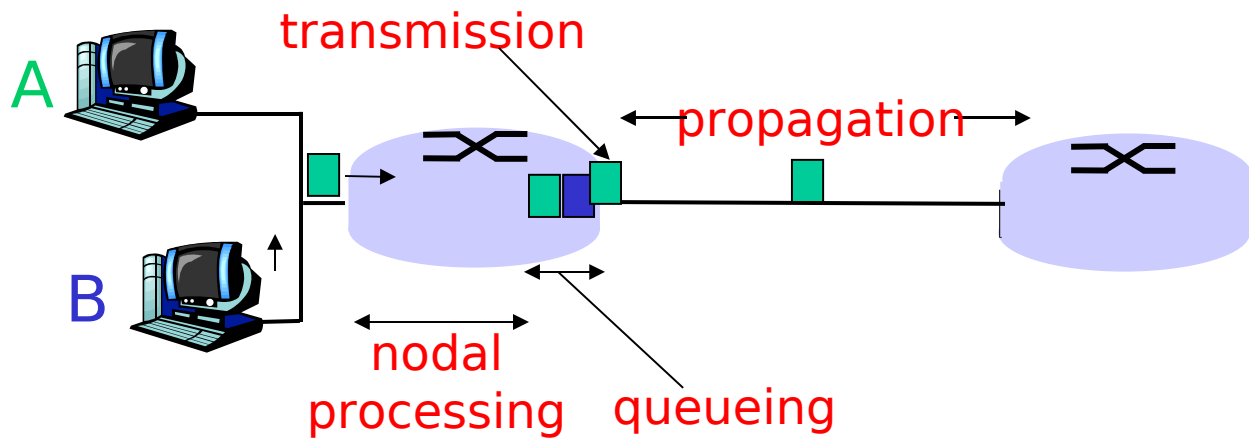 transmission
A
propagation
B
nodal
processing
queueing